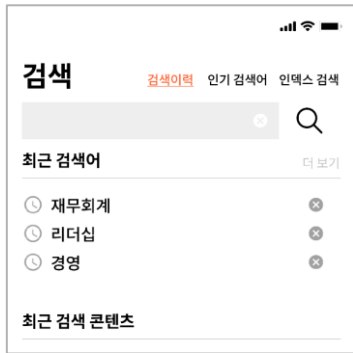 검색
검색이력 인기 검색어 인덱스 검색
최근 검색어 더 보기
재무회계
리더십
경영
최근 검색 콘텐츠